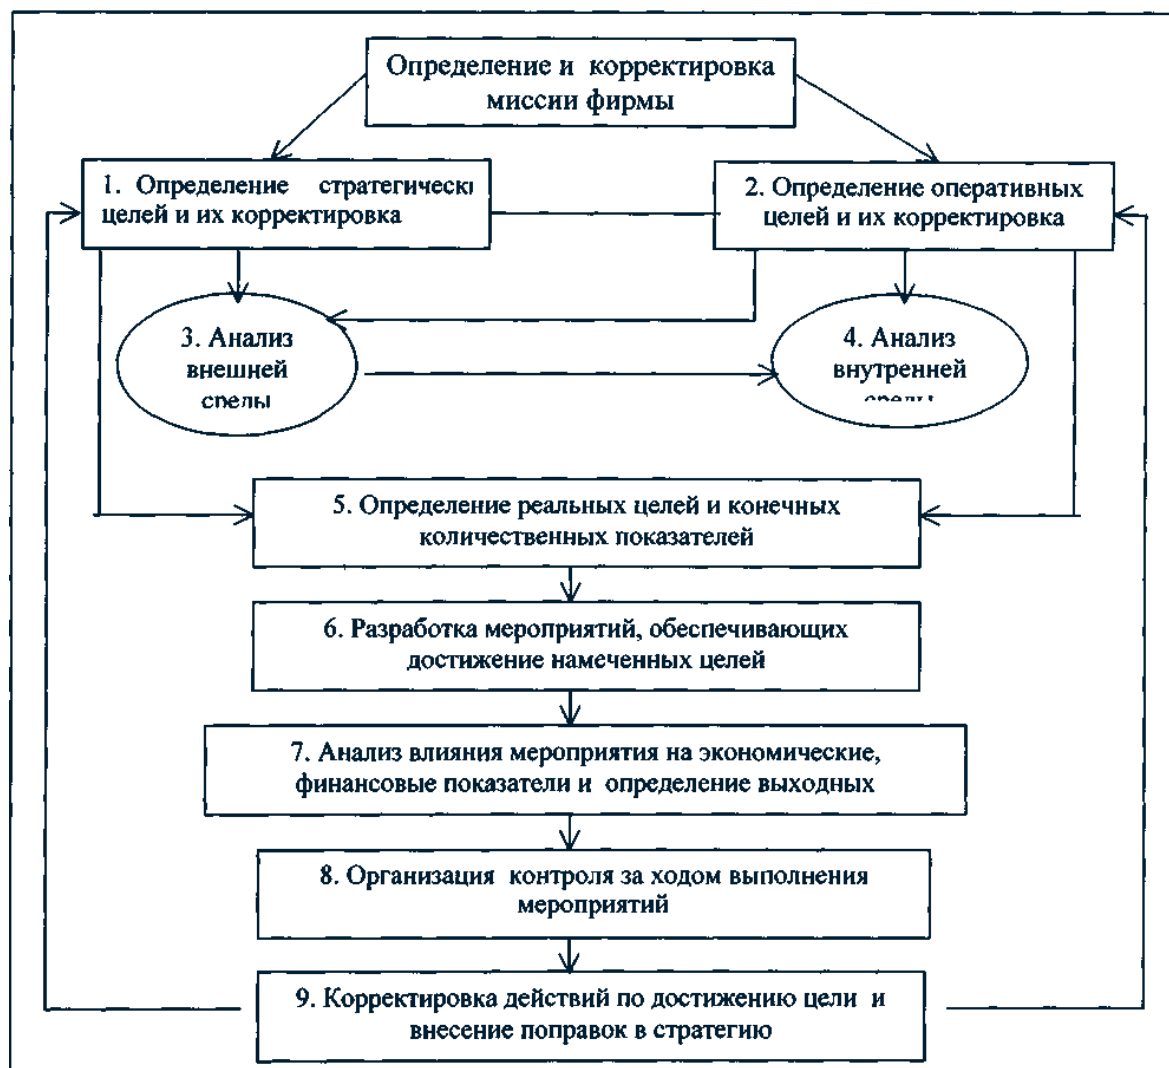 Определение и корректировка
миссии фирмы
1. Определение стратегическ
целей и их корректировка
2. Определение оперативных
целей и их корректировка
3. Анализ
внешней
4. Анализ
внутренней
5. Определение реальных целей и конечных
количественных показателей
6. Разработка мероприятий, обеспечивающих
достижение намеченных целей
7. Анализ влияния мероприятия на экономические,
финансовые показатели и определение выходных
8. Организация контроля за ходом выполнения
мероприятий
9. Корректировка действий по достижению цели и
внесение поправок в стратегию